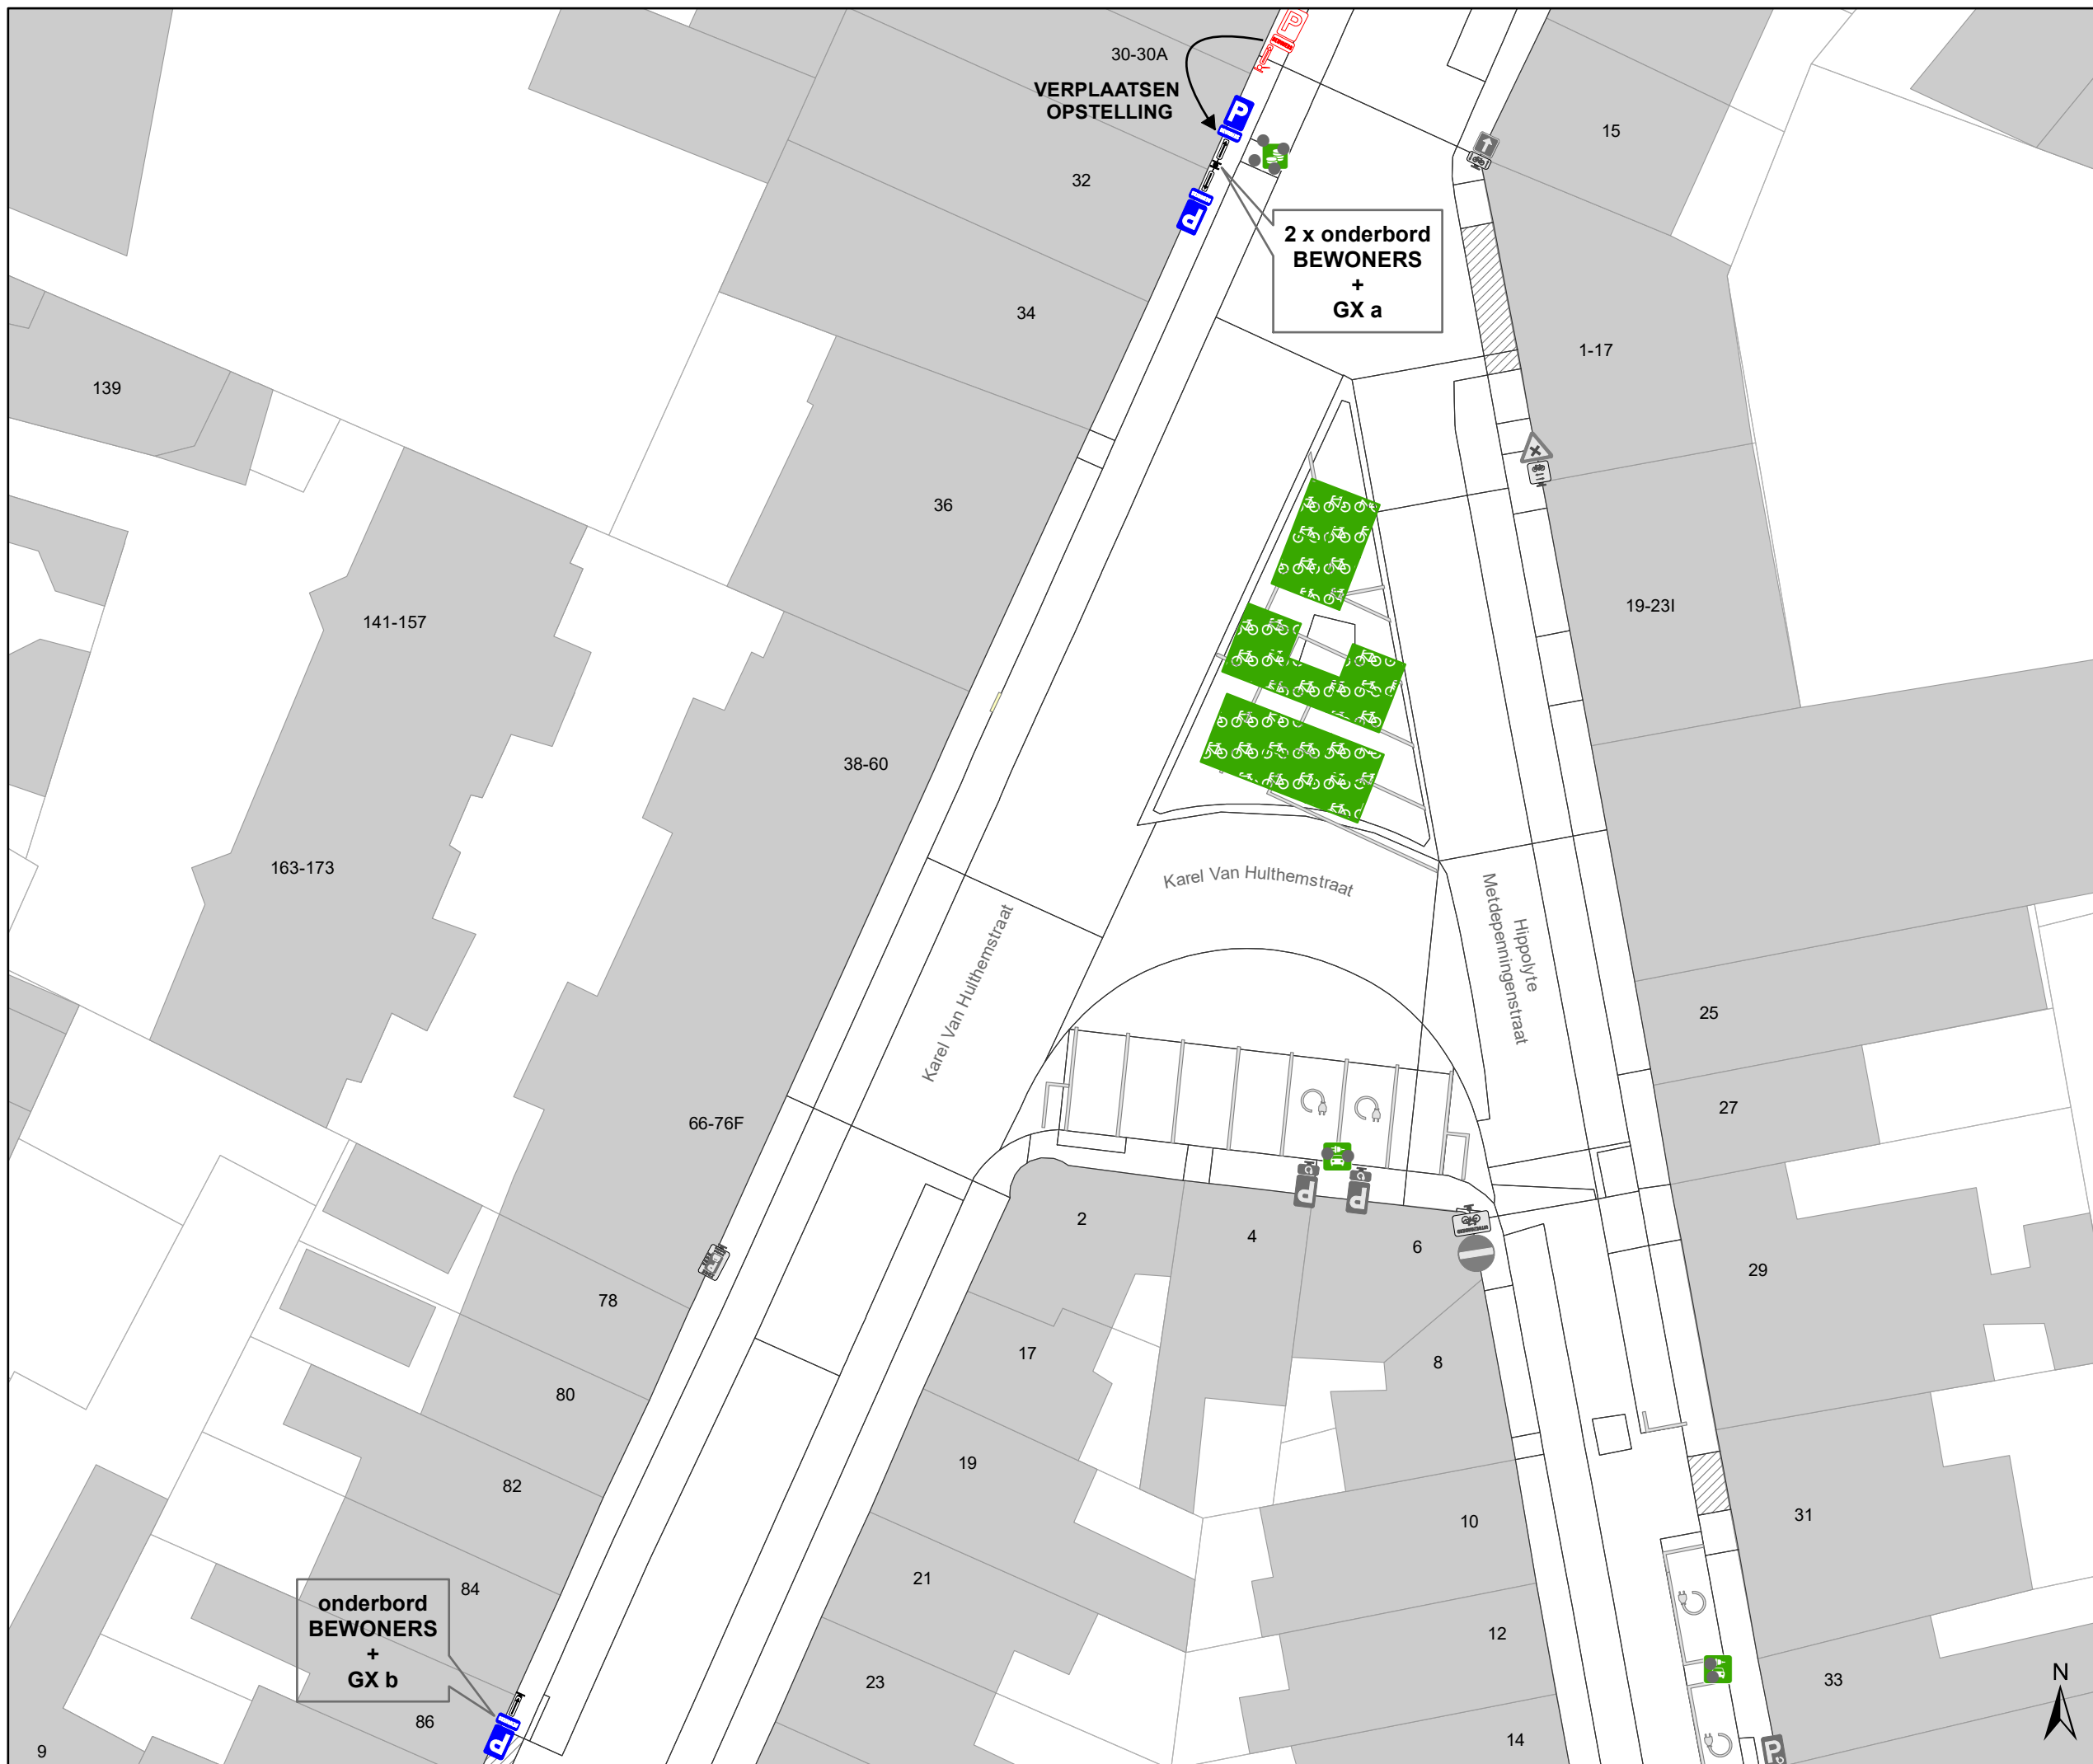 30-30A
VERPLAATSEN
OPSTELLING
P
P
15
32
P
2 x onderbord
BEWONERS
+
GX a
34
1-17
139
36
141-157
19-23I
38-60
163-173
Karel Van Hulthemstraat
Karel Van Hulthemstraat
Hippolyte
Metdepenningenstraat
25
27
66-76F
2
4
6
P
P
29
78
17
8
80
19
82
10
31
21
84
onderbord
BEWONERS
+
GX b
12
23
33
N
86
P
14
P
9